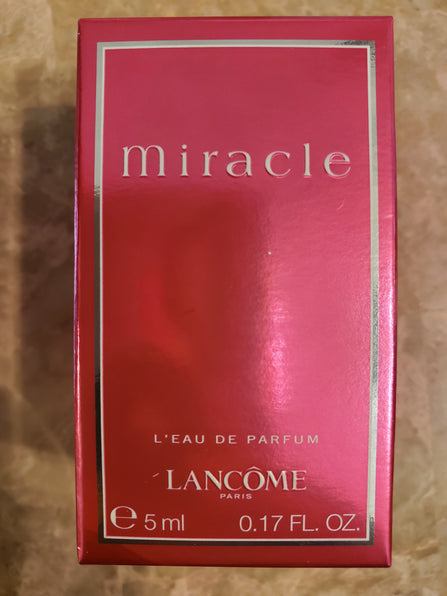 miracle
L'EAU DE PARFUM
LANCÔME
PARIS
℮ 5 ml 0.17 FL. OZ.